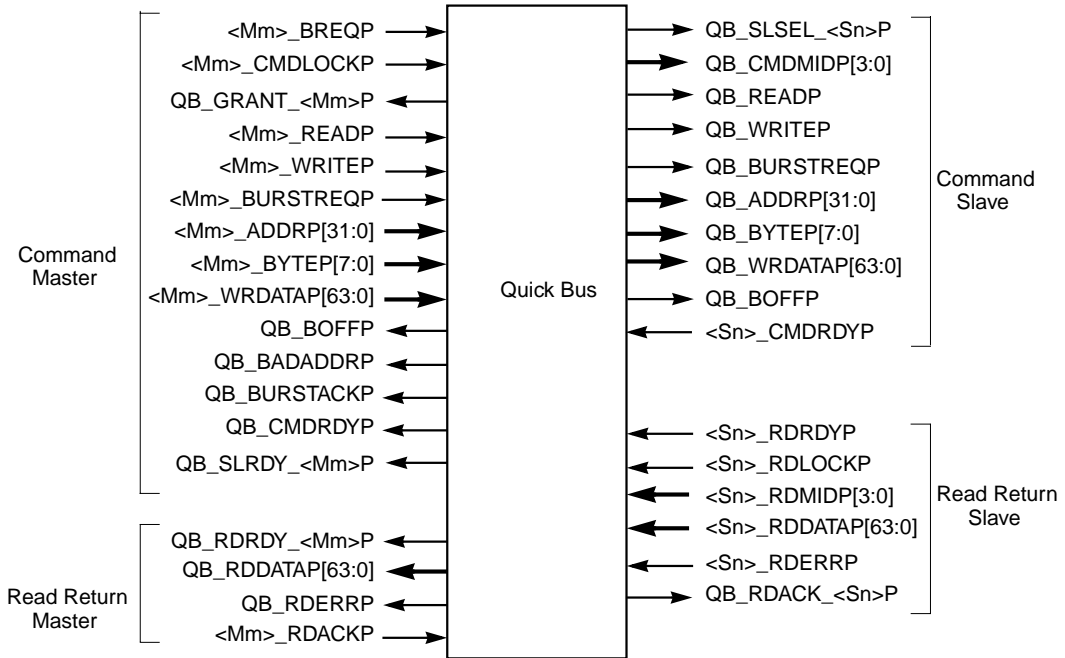 <Mm>_BREQP
<Mm>_CMDLOCKP
QB_GRANT_<Mm>P
<Mm>_READP
<Mm>_WRITEP
<Mm>_BURSTREQP
<Mm>_ADDRP[31:0]
<Mm>_BYTEP[7:0]
<Mm>_WRDATAP[63:0]
QB_BOFFP
QB_BADADDRP
QB_BURSTACKP
QB_CMDRDYP
QB_SLRDY_<Mm>P
Command
Master
QB_RDRDY_<Mm>P
QB_RDDATAP[63:0]
QB_RDERRP
<Mm>_RDACKP
Read Return
Master
Quick Bus
QB_SLSEL_<Sn>P
QB_CMDMIDP[3:0]
QB_READP
QB_WRITEP
QB_BURSTREQP
QB_ADDRP[31:0]
QB_BYTEP[7:0]
QB_WRDATAP[63:0]
QB_BOFFP
<Sn>_CMDRDYP
Command
Slave
<Sn>_RDRDYP
<Sn>_RDLOCKP
<Sn>_RDMIDP[3:0]
<Sn>_RDDATAP[63:0]
<Sn>_RDERRP
QB_RDACK_<Sn>P
Read Return
Slave